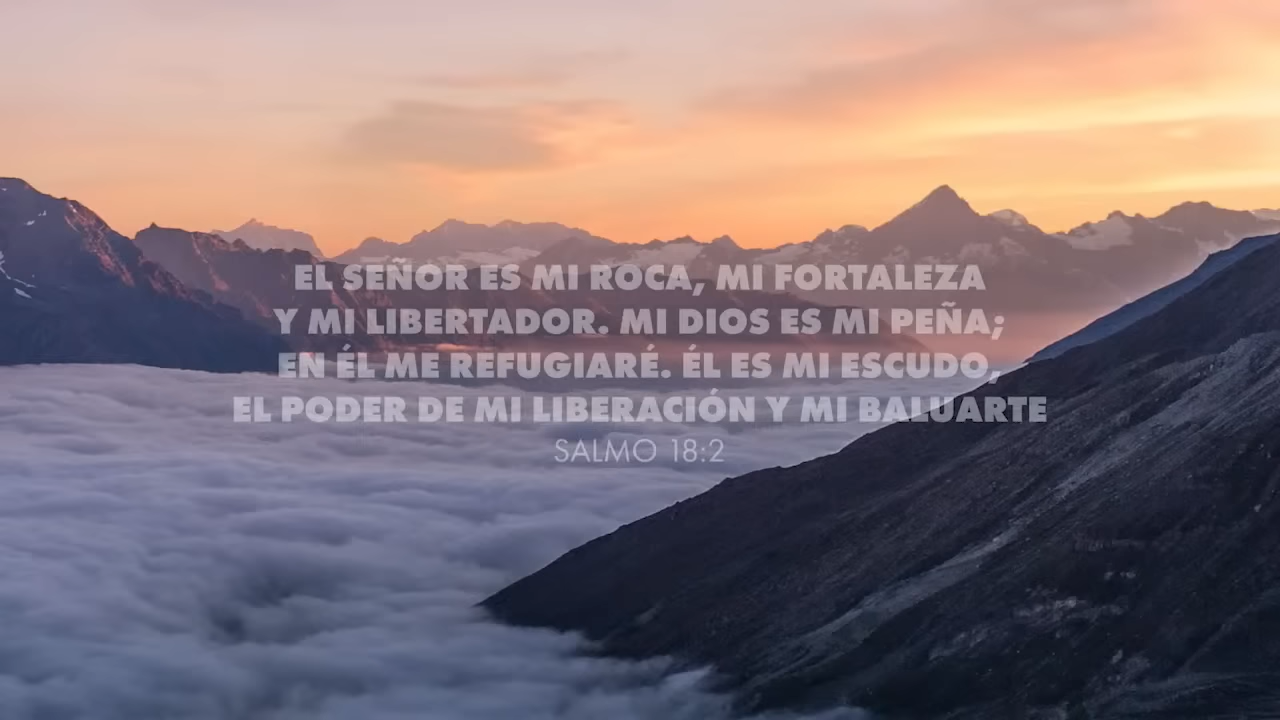 EL SEÑOR ES MI ROCA, MI FORTALEZA
Y MI LIBERTADOR. MI DIOS ES MI PEÑA;
EN ÉL ME REFUGIARÉ. ÉL ES MI ESCUDO,
EL PODER DE MI LIBERACIÓN Y MI BALUARTE
SALMO 18:2